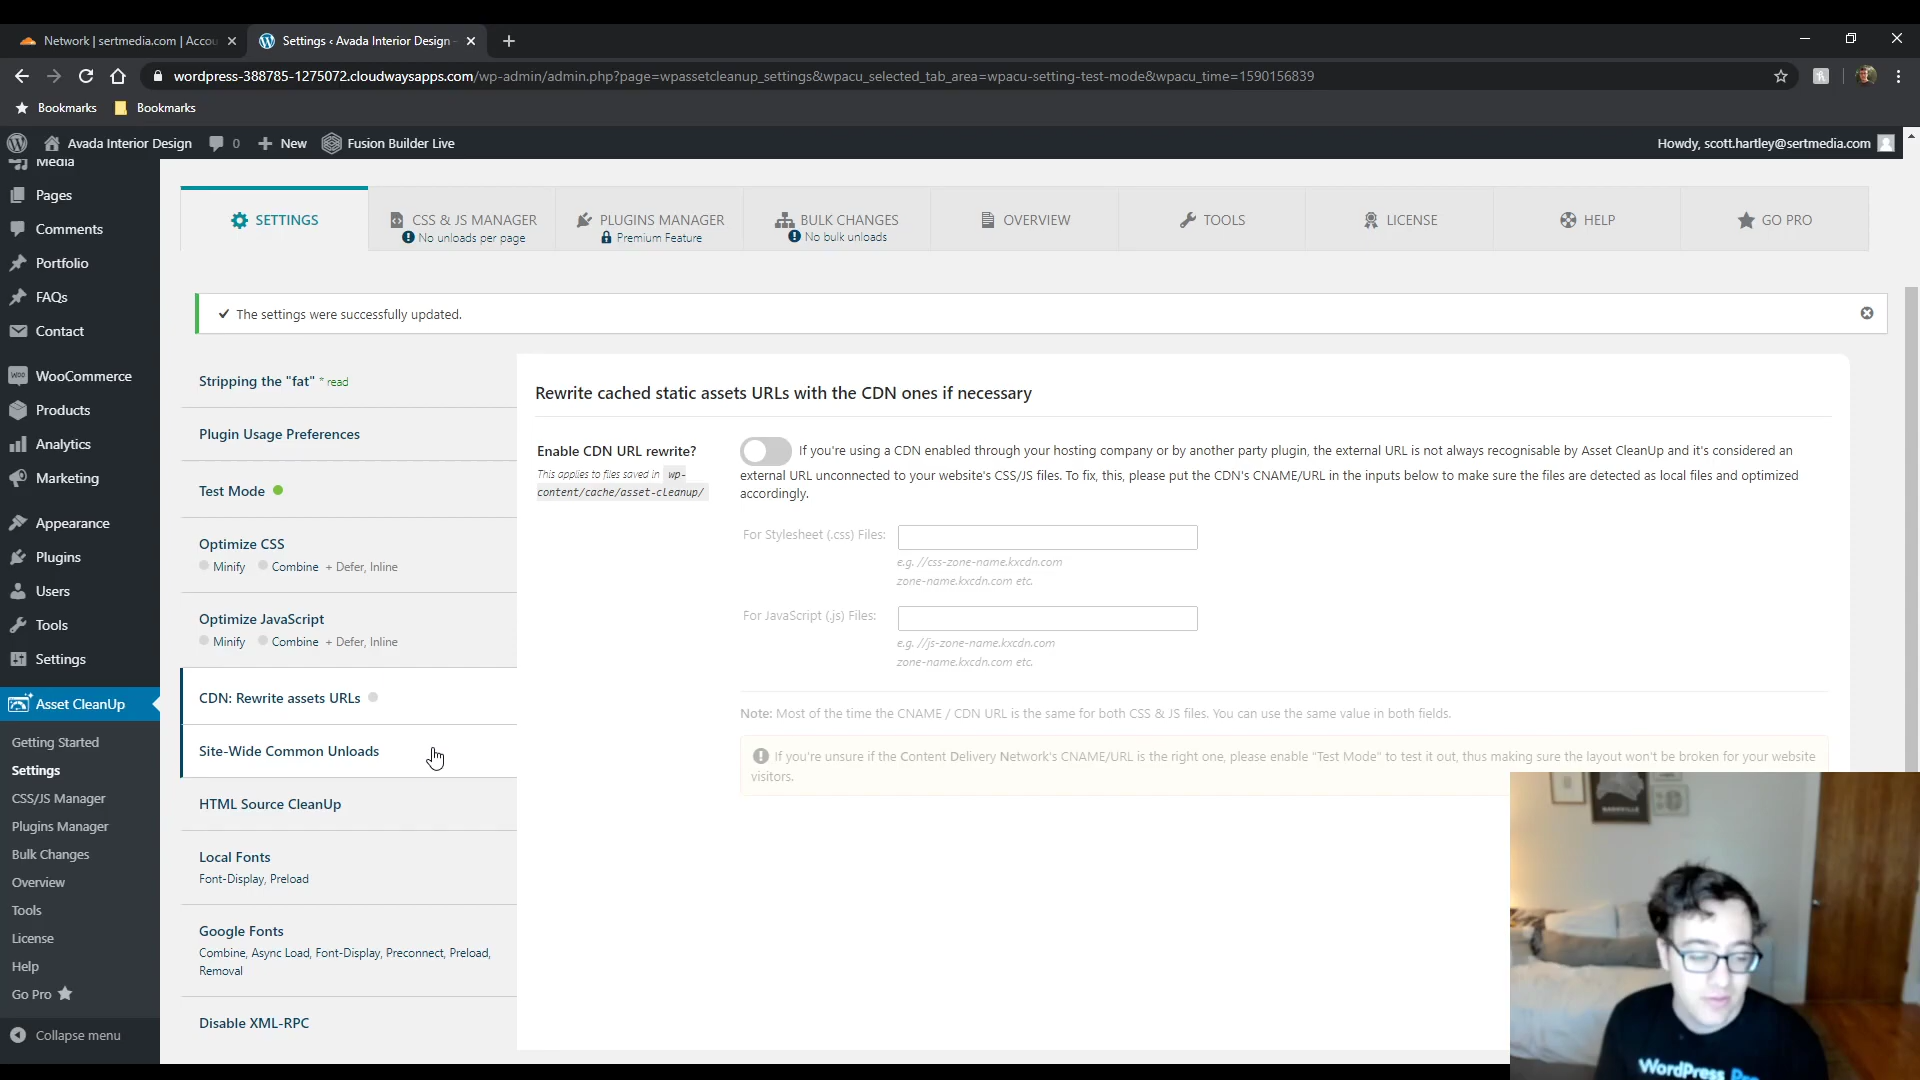 Network | sertmedia.com | Accou
Settings ‹ Avada Interior Design
wordpress-388785-1275072.cloudwaysapps.com/wp-admin/admin.php?page=wpassetcleanup_settings&wpacu_selected_tab_area=wpacu-setting-test-mode&wpacu_time=1590156839
Bookmarks
Bookmarks
Avada Interior Design
0
New
Fusion Builder Live
Howdy, scott.hartley@sertmedia.com
Media
Pages
Comments
Portfolio
FAQs
Contact
WooCommerce
Products
Analytics
Marketing
Appearance
Plugins
Users
Tools
Settings
Asset CleanUp
Getting Started
Settings
CSS/JS Manager
Plugins Manager
Bulk Changes
Overview
Tools
License
Help
Go Pro
Collapse menu
SETTINGS
CSS & JS MANAGER
No unloads per page
PLUGINS MANAGER
Premium Feature
BULK CHANGES
No bulk unloads
OVERVIEW
TOOLS
LICENSE
HELP
GO PRO
The settings were successfully updated.
Stripping the "fat" * read
Plugin Usage Preferences
Test Mode
Optimize CSS
Minify Combine + Defer, Inline
Optimize JavaScript
Minify Combine + Defer, Inline
CDN: Rewrite assets URLs
Site-Wide Common Unloads
HTML Source CleanUp
Local Fonts
Font-Display, Preload
Google Fonts
Combine, Async Load, Font-Display, Preconnect, Preload,
Removal
Disable XML-RPC
Rewrite cached static assets URLs with the CDN ones if necessary
Enable CDN URL rewrite?
This applies to files saved in wp-
content/cache/asset-cleanup/
If you're using a CDN enabled through your hosting company or by another party plugin, the external URL is not always recognisable by Asset CleanUp and it's considered an
external URL unconnected to your website's CSS/JS files. To fix, this, please put the CDN's CNAME/URL in the inputs below to make sure the files are detected as local files and optimized
accordingly.
For Stylesheet (.css) Files:
e.g. //css-zone-name.kxcdn.com
zone-name.kxcdn.com etc.
For JavaScript (.js) Files:
e.g. //js-zone-name.kxcdn.com
zone-name.kxcdn.com etc.
Note: Most of the time the CNAME / CDN URL is the same for both CSS & JS files. You can use the same value in both fields.
If you're unsure if the Content Delivery Network's CNAME/URL is the right one, please enable "Test Mode" to test it out, thus making sure the layout won't be broken for your website
visitors.
NASHVILLE
WordPress Pro